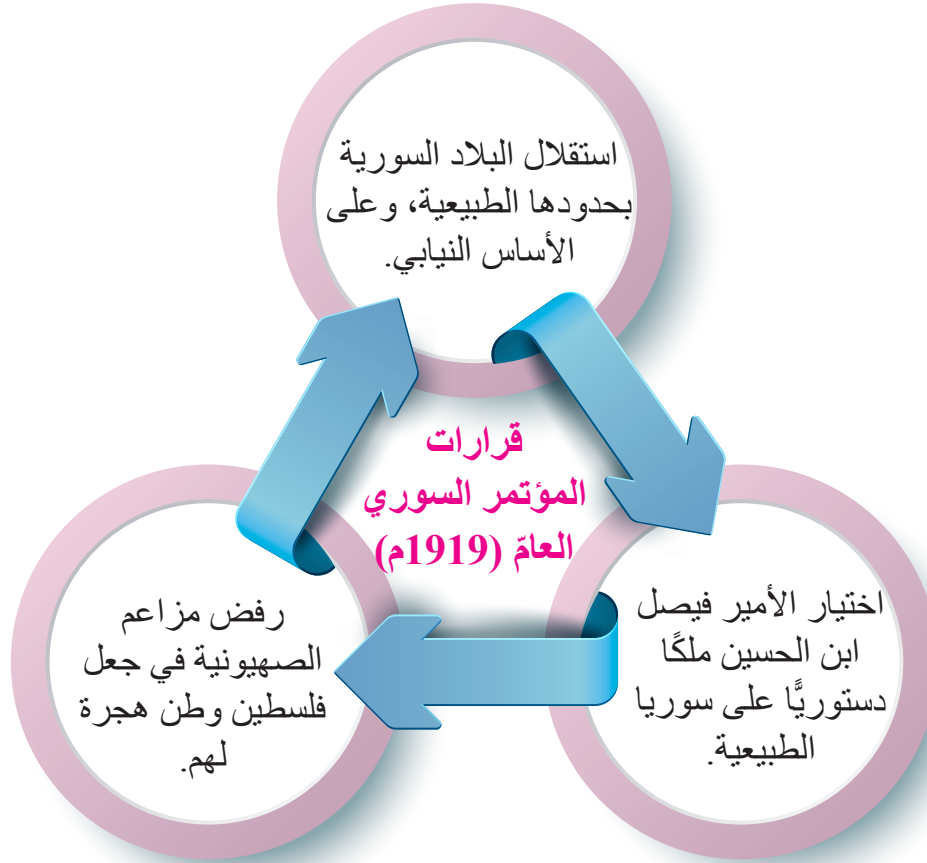 استقلال البلاد السورية
بحدودها الطبيعية، وعلى
الأساس النيابي.
قرارات
المؤتمر السوري
العامّ (1919م)
اختيار الأمير فيصل
ابن الحسين ملكًا
دستوريًّا على سوريا
الطبيعية.
رفض مزاعم
الصهيونية في جعل
فلسطين وطن هجرة
لهم.